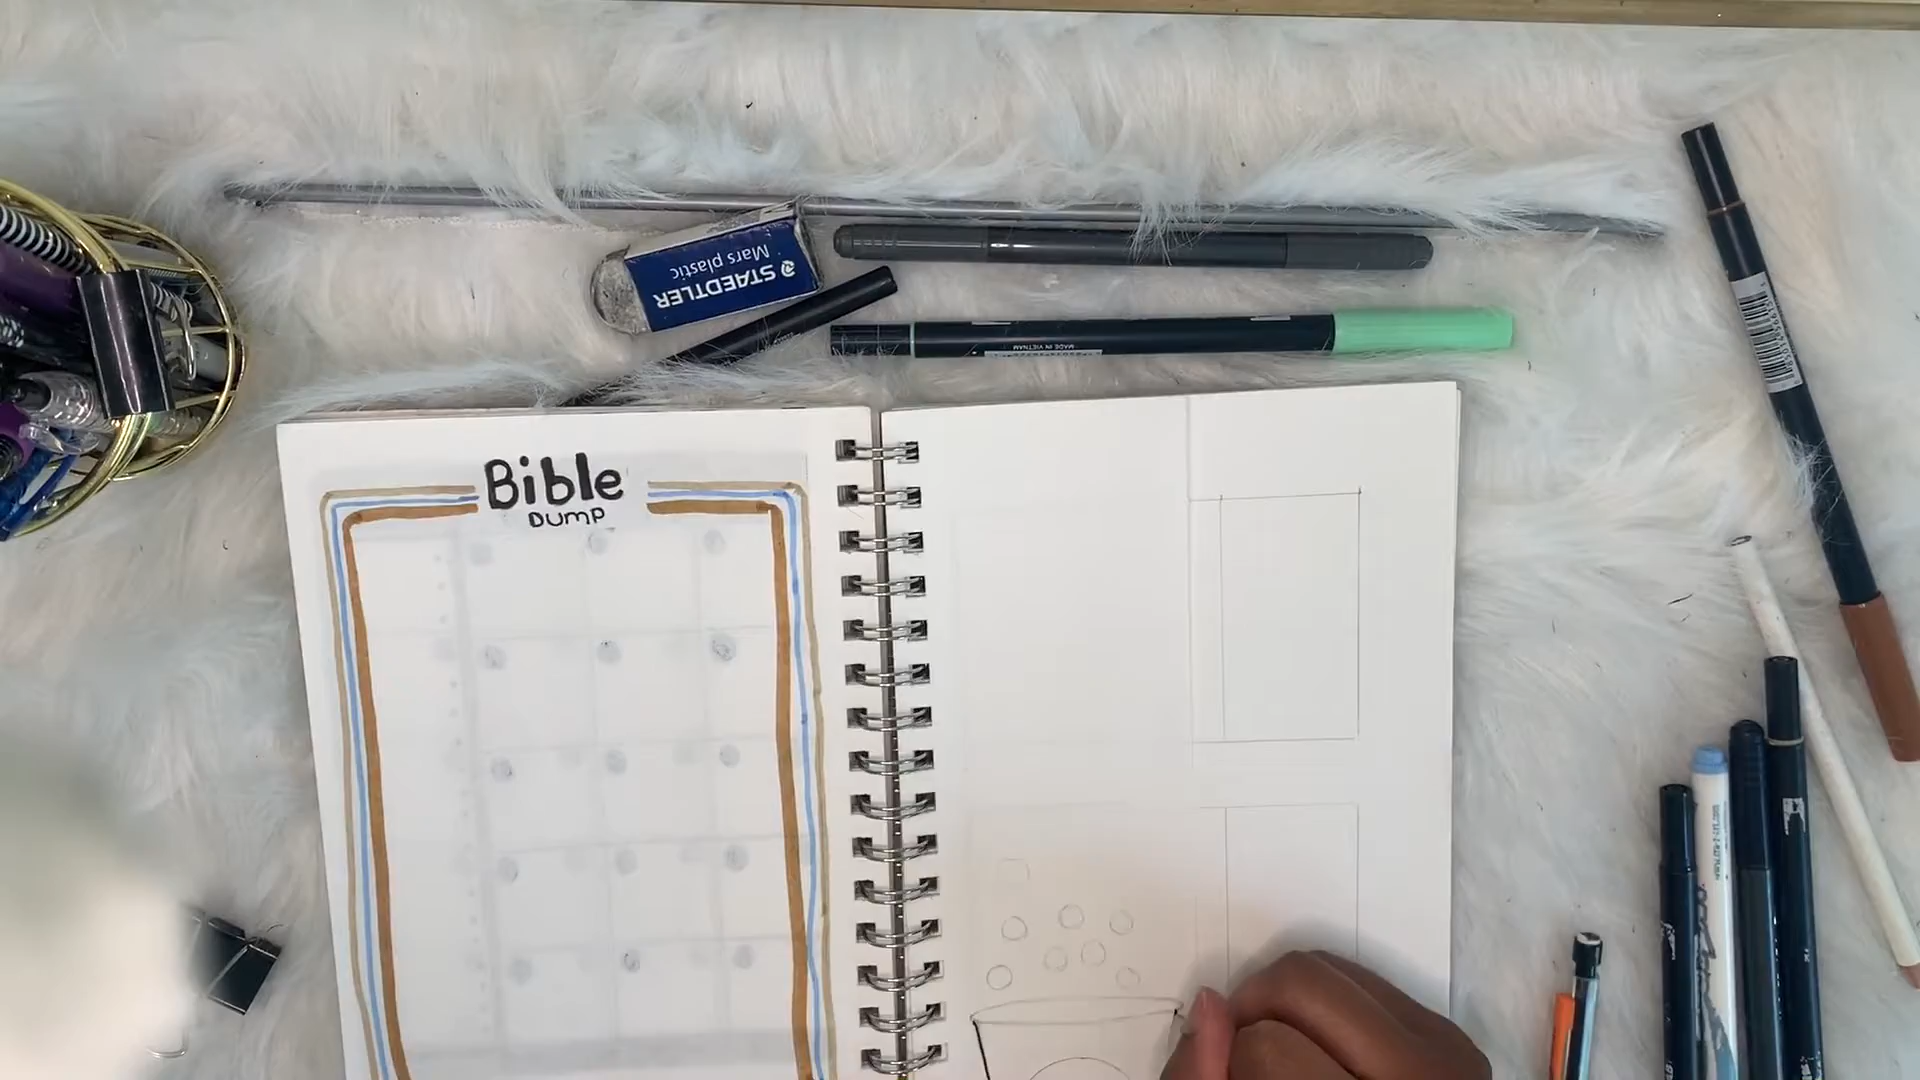 STAEDTLER
Mars plastic
MADE IN VIETNAM
Bible
DUMP